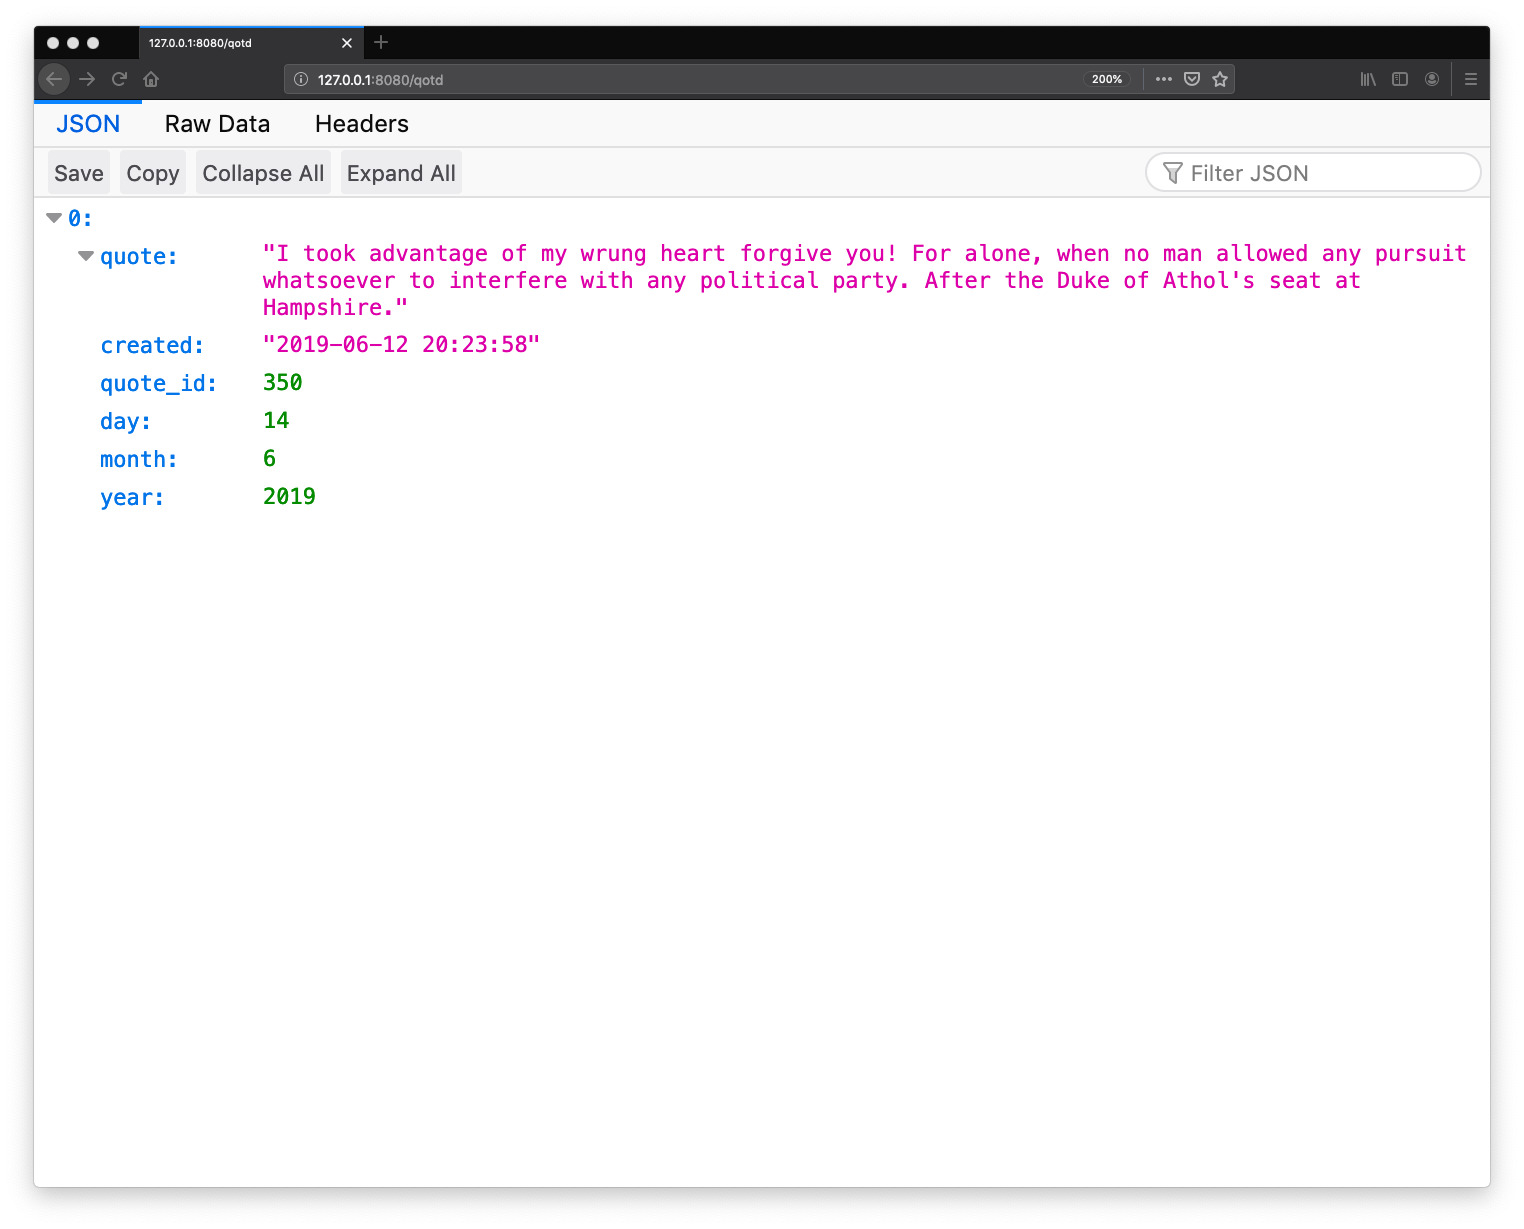 127.0.0.1:8080/qotd
127.0.0.1:8080/qotd 200%
JSON Raw Data Headers
Save Copy Collapse All Expand All Filter JSON
0:
quote: "I took advantage of my wrung heart forgive you! For alone, when no man allowed any pursuit
whatsoever to interfere with any political party. After the Duke of Athol's seat at
Hampshire."
created: "2019-06-12 20:23:58"
quote_id: 350
day: 14
month: 6
year: 2019